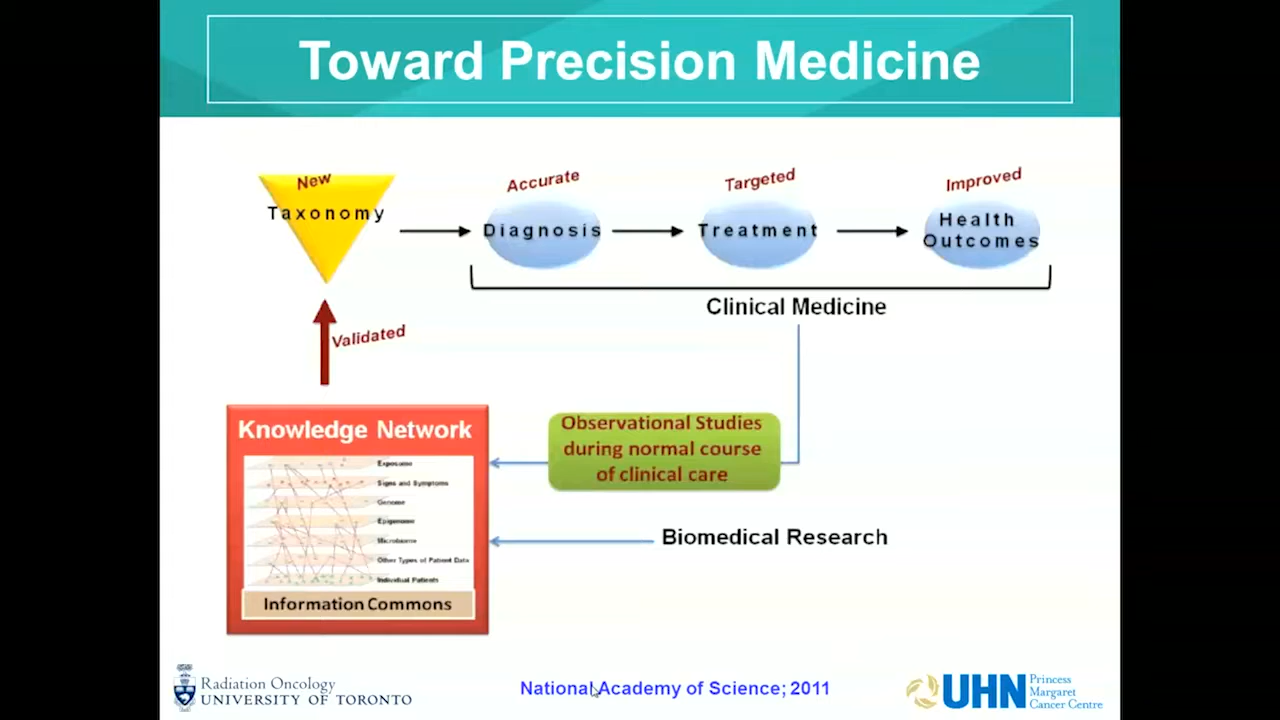 Toward Precision Medicine
New
Taxonomy
Accurate
Diagnosis
Targeted
Treatment
Improved
Health
Outcomes
Clinical Medicine
Validated
Knowledge Network
Exposome
Signs and Symptoms
Genome
Epigenome
Microbiome
Other Types of Patient Data
Individual Patients
Information Commons
Observational Studies
during normal course
of clinical care
Biomedical Research
Radiation Oncology
UNIVERSITY OF TORONTO
National Academy of Science; 2011
UHN
Princess
Margaret
Cancer Centre